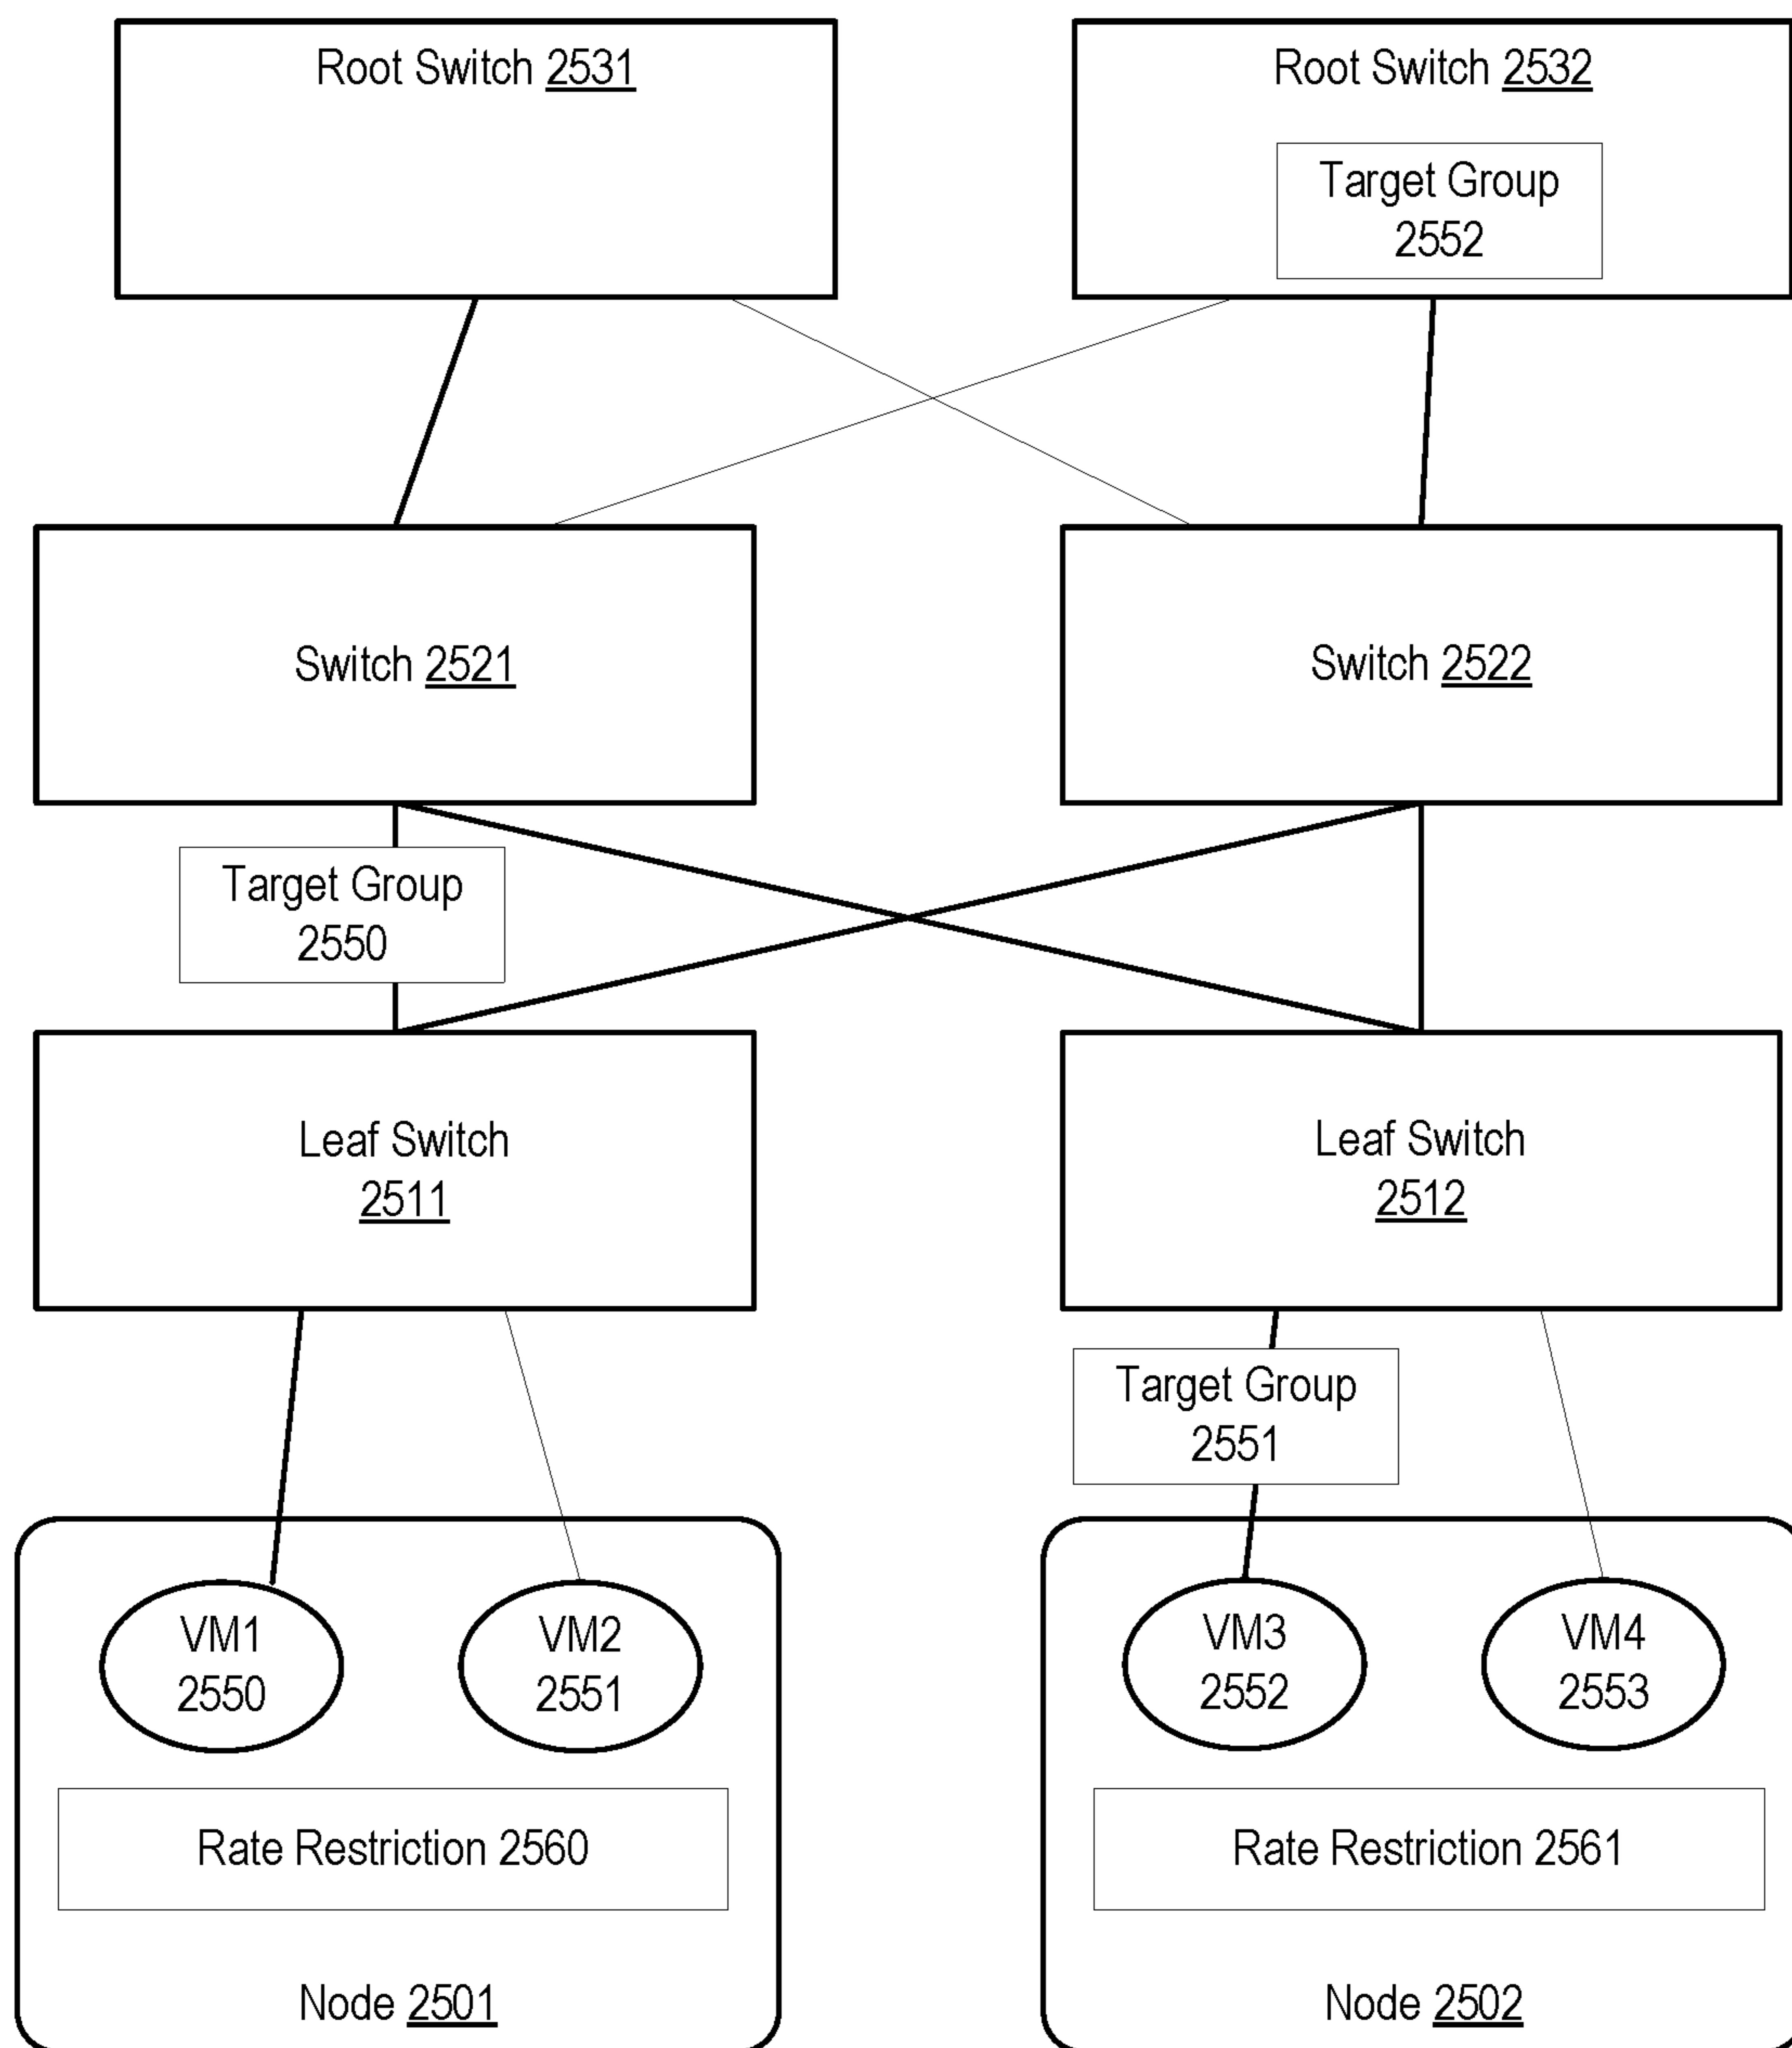 Root Switch 2531
Root Switch 2532
Target Group
2552
Switch 2521
Switch 2522
Target Group
2550
Leaf Switch
2511
Leaf Switch
2512
Target Group
2551
VM1
2550
VM2
2551
VM3
2552
VM4
2553
Rate Restriction 2560
Rate Restriction 2561
Node 2501
Node 2502